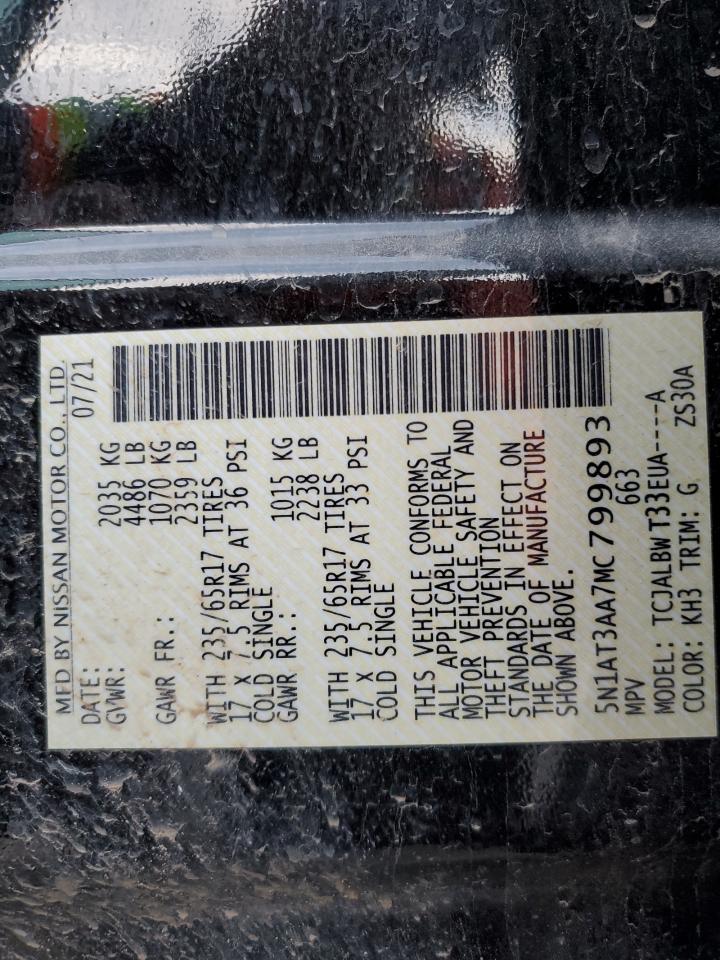 MFD BY NISSAN MOTOR CO., LTD.
DATE: 07/21
GVWR: 2035 KG
4486 LB
GAWR FR.: 1070 KG
2359 LB
WITH 235/65R17 TIRES
17 X 7.5 RIMS AT 36 PSI
COLD SINGLE
GAWR RR.: 1015 KG
2238 LB
WITH 235/65R17 TIRES
17 X 7.5 RIMS AT 33 PSI
COLD SINGLE
THIS VEHICLE CONFORMS TO
ALL APPLICABLE FEDERAL
MOTOR VEHICLE SAFETY AND
THEFT PREVENTION
STANDARDS IN EFFECT ON
THE DATE OF MANUFACTURE
SHOWN ABOVE.
5N1AT3AA7MC799893
MPV 663
MODEL: TCJALBW T33EUA----A
COLOR: KH3 TRIM: G ZS30A